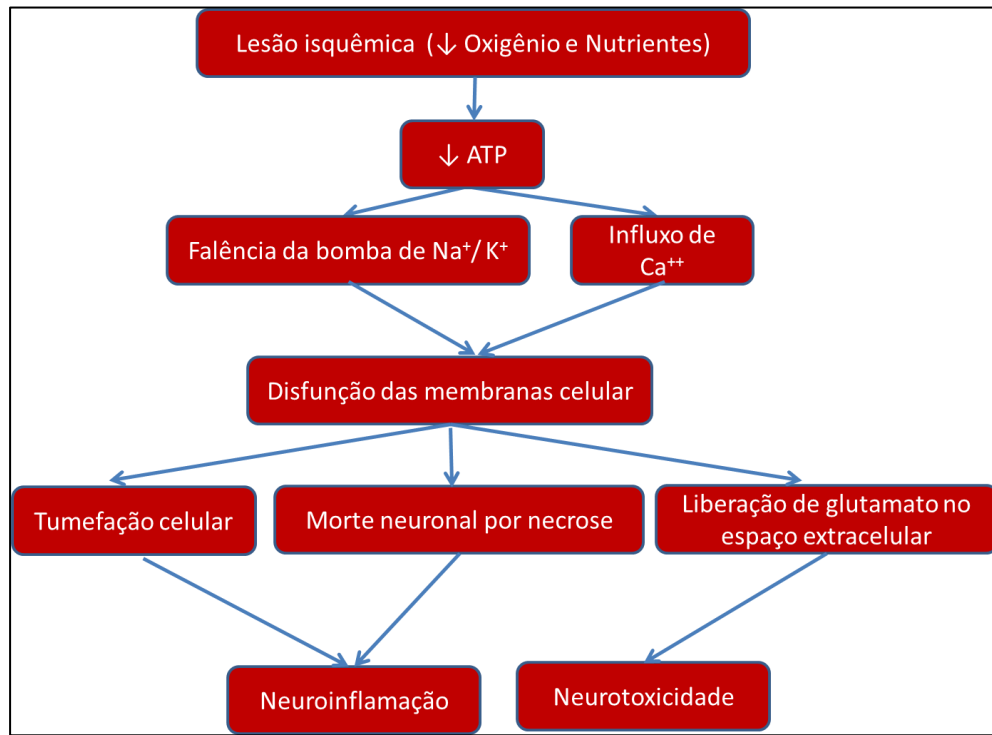 Lesão isquêmica (↓ Oxigênio e Nutrientes)
↓ ATP
Falência da bomba de Na⁺/ K⁺
Influxo de
Ca⁺⁺
Disfunção das membranas celular
Tumefação celular
Morte neuronal por necrose
Liberação de glutamato no
espaço extracelular
Neuroinflamação
Neurotoxicidade